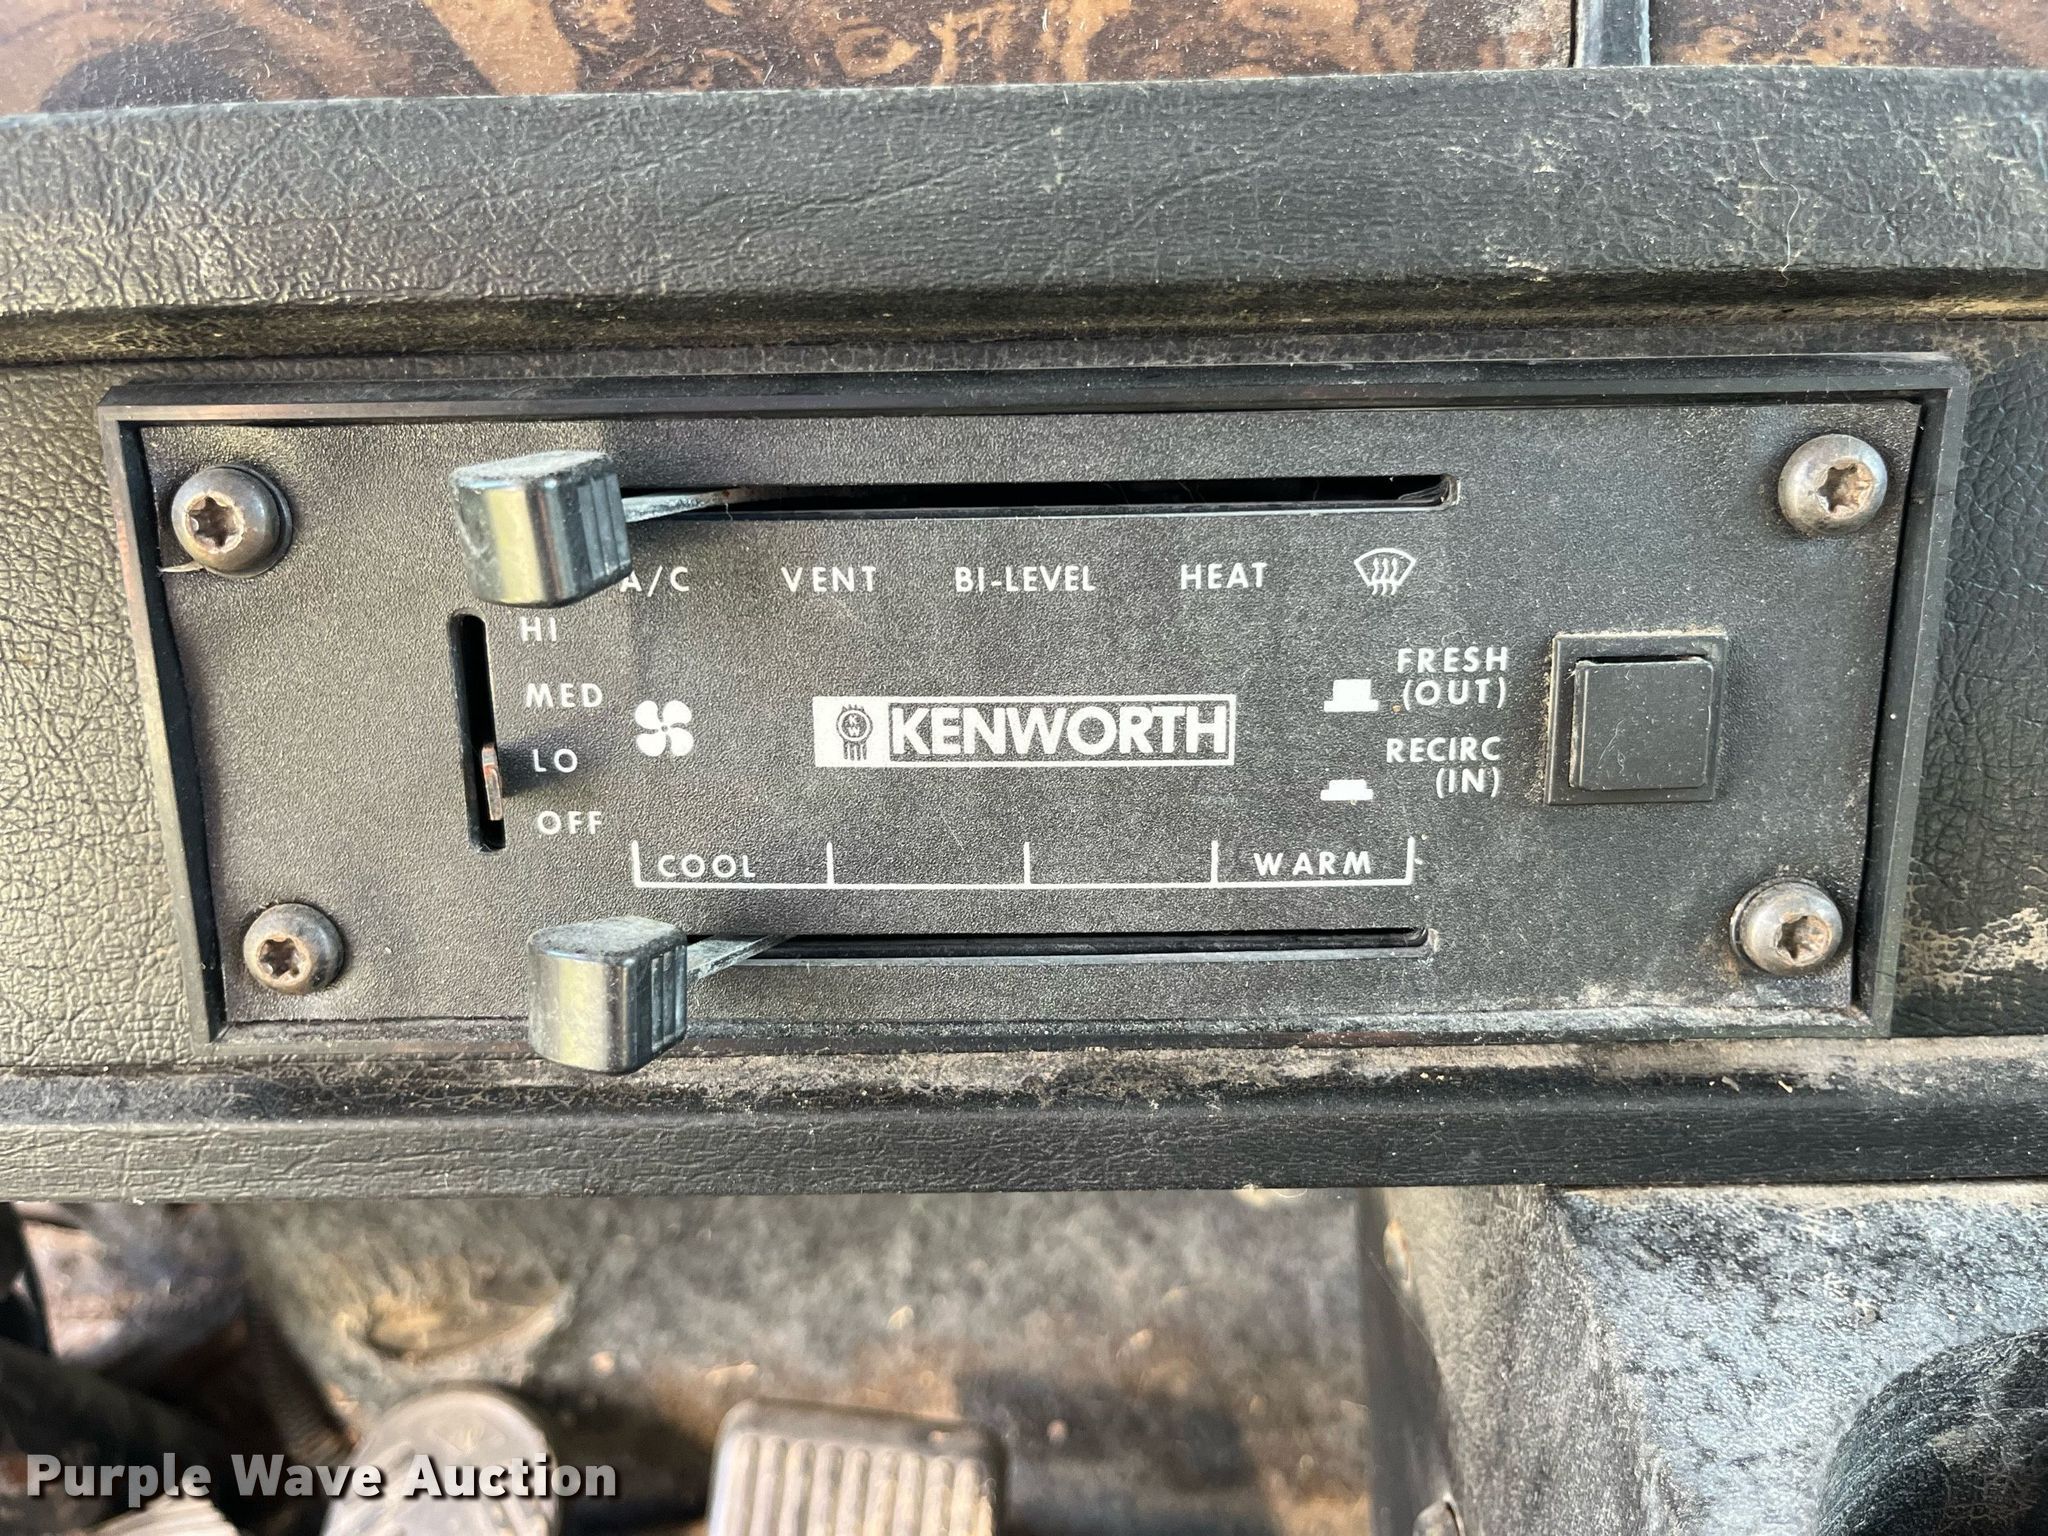 A/C VENT BI-LEVEL HEAT
HI
MED
LO
OFF
KENWORTH
FRESH
(OUT)
RECIRC
(IN)
COOL WARM
Purple Wave Auction